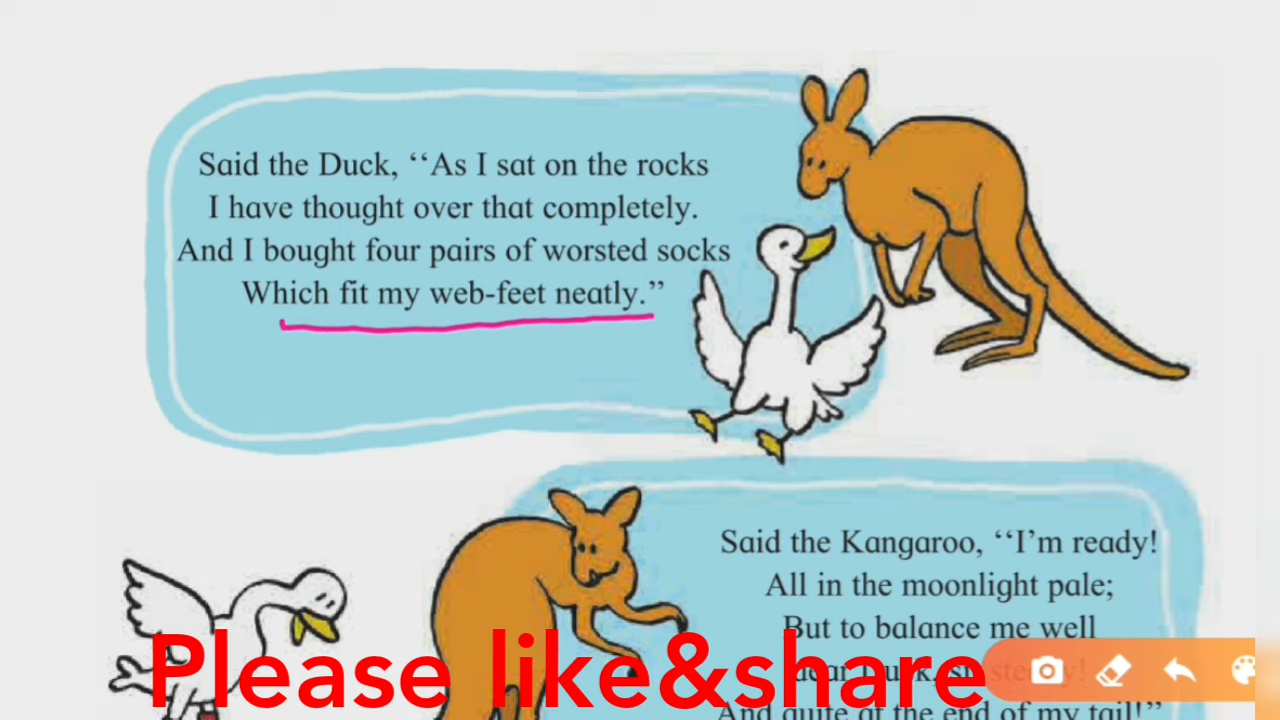 Said the Duck, ‘‘As I sat on the rocks
I have thought over that completely.
And I bought four pairs of worsted socks
Which fit my web-feet neatly.’’
Said the Kangaroo, ‘‘I'm ready!
All in the moonlight pale;
But to balance me well
And quite at the end of my tail!’’
Please like&share